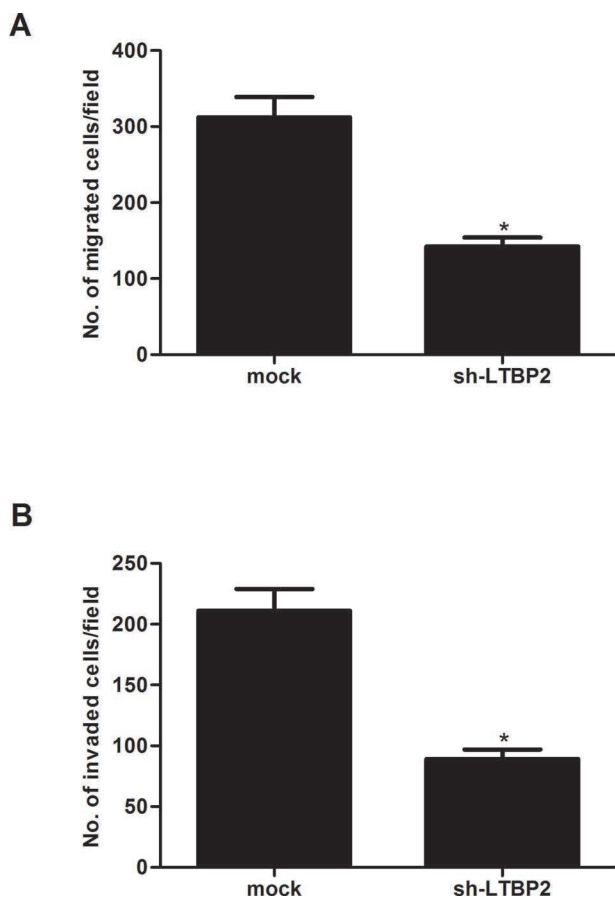 A
No. of migrated cells/field
400
300
200
100
0
*
mock
sh-LTBP2
B
No. of invaded cells/field
250
200
150
100
50
0
*
mock
sh-LTBP2